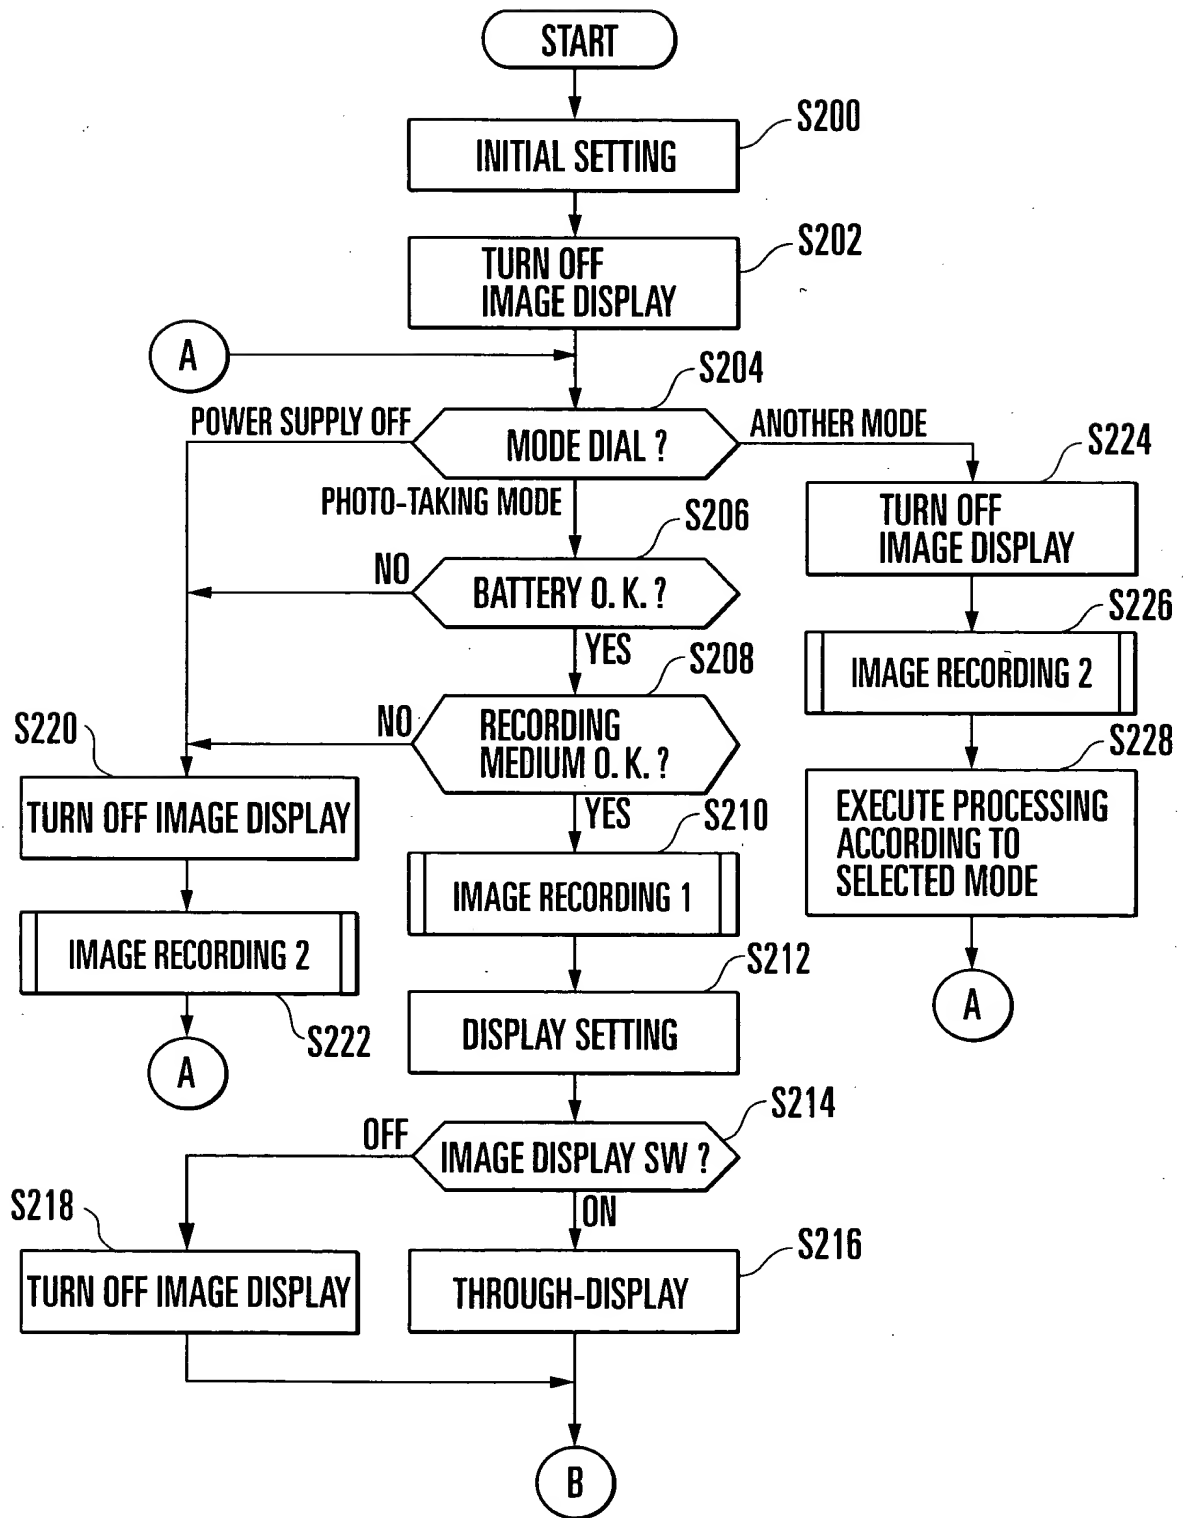 START
S200
INITIAL SETTING
S202
TURN OFF
IMAGE DISPLAY
A
S204
POWER SUPPLY OFF
MODE DIAL ?
ANOTHER MODE
S224
PHOTO-TAKING MODE
TURN OFF
IMAGE DISPLAY
S206
NO
BATTERY O. K. ?
YES
S226
IMAGE RECORDING 2
S208
NO
RECORDING
MEDIUM O. K. ?
YES
S220
TURN OFF IMAGE DISPLAY
S228
EXECUTE PROCESSING
ACCORDING TO
SELECTED MODE
A
S210
IMAGE RECORDING 1
IMAGE RECORDING 2
S222
A
S212
DISPLAY SETTING
S214
OFF
IMAGE DISPLAY SW ?
ON
S218
TURN OFF IMAGE DISPLAY
S216
THROUGH-DISPLAY
B